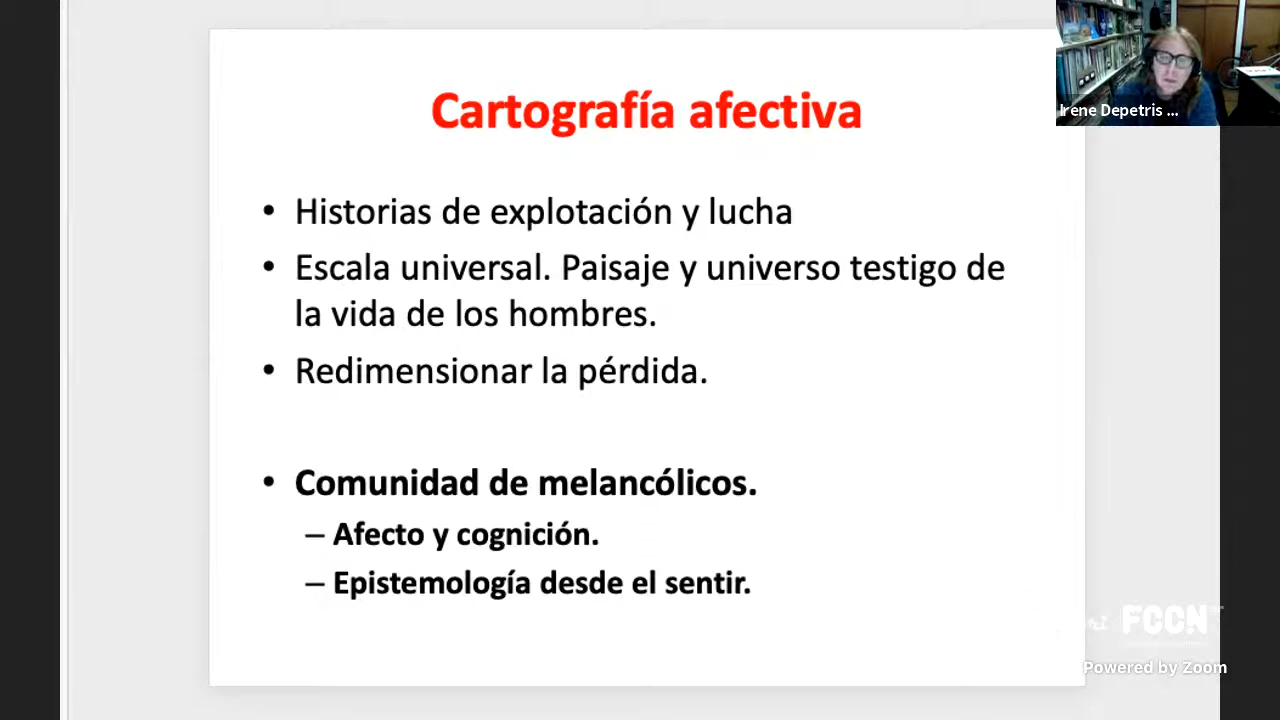 Cartografía afectiva
• Historias de explotación y lucha
• Escala universal. Paisaje y universo testigo de
la vida de los hombres.
• Redimensionar la pérdida.
• Comunidad de melancólicos.
– Afecto y cognición.
– Epistemología desde el sentir.
Irene Depetris ...
FCCN
Powered by Zoom